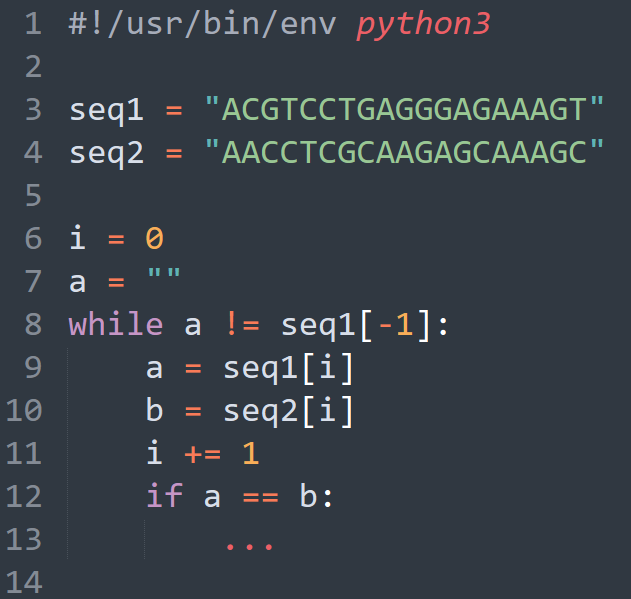 1 #!/usr/bin/env python3
2
3 seq1 = "ACGTCCTGAGGGAGAAAGT"
4 seq2 = "AACCTCGCAAGAGCAAAGC"
5
6 i = 0
7 a = ""
8 while a != seq1[-1]:
9     a = seq1[i]
10     b = seq2[i]
11     i += 1
12     if a == b:
13         ...
14